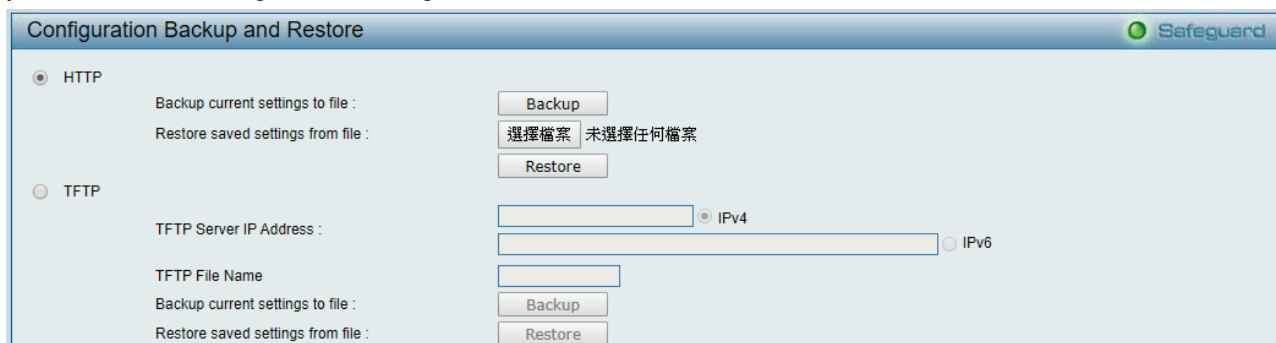 Configuration Backup and Restore Safeguard
HTTP
Backup current settings to file : Backup
Restore saved settings from file : 選擇檔案 未選擇任何檔案
Restore
TFTP
TFTP Server IP Address : IPv4
IPv6
TFTP File Name
Backup current settings to file : Backup
Restore saved settings from file : Restore